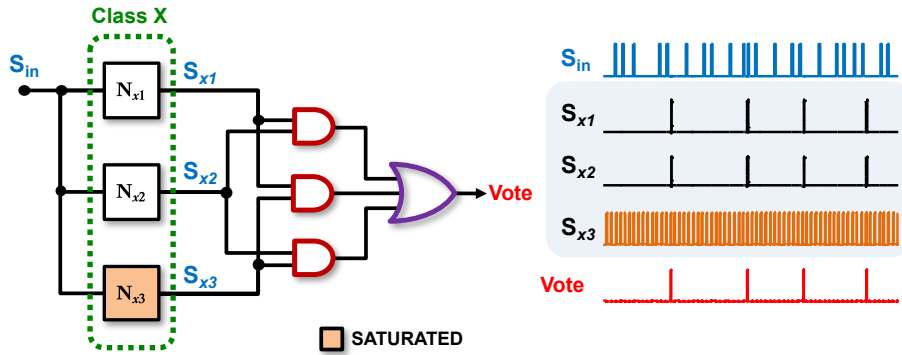 Class X
S_in
N_x1
S_x1
N_x2
S_x2
N_x3
S_x3
Vote
SATURATED
S_in
S_x1
S_x2
S_x3
Vote